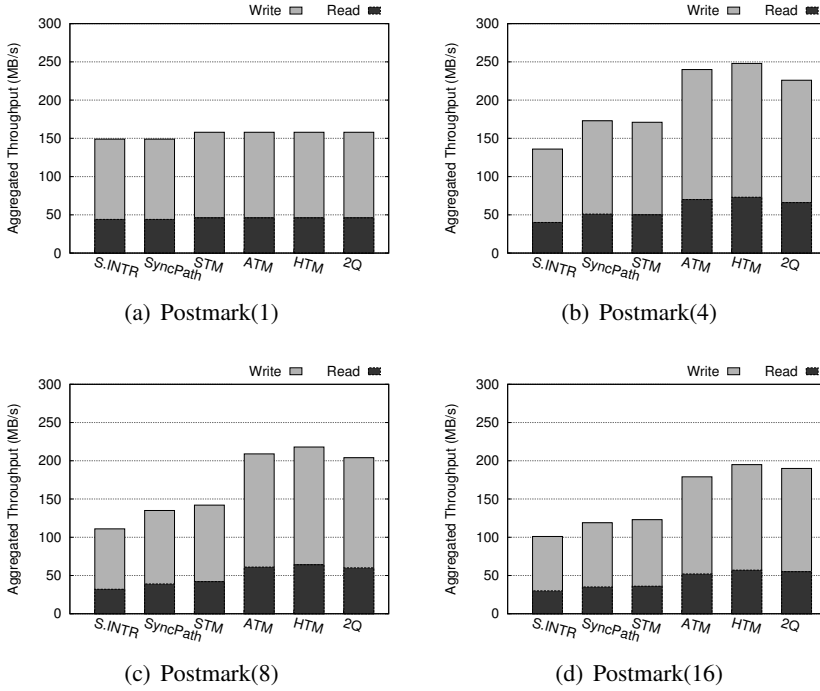 Write Read
Aggregated Throughput (MB/s)
300
250
200
150
100
50
0
S.INTR SyncPath STM ATM HTM 2Q
(a) Postmark(1)
Write Read
Aggregated Throughput (MB/s)
300
250
200
150
100
50
0
S.INTR SyncPath STM ATM HTM 2Q
(b) Postmark(4)
Write Read
Aggregated Throughput (MB/s)
300
250
200
150
100
50
0
S.INTR SyncPath STM ATM HTM 2Q
(c) Postmark(8)
Write Read
Aggregated Throughput (MB/s)
300
250
200
150
100
50
0
S.INTR SyncPath STM ATM HTM 2Q
(d) Postmark(16)